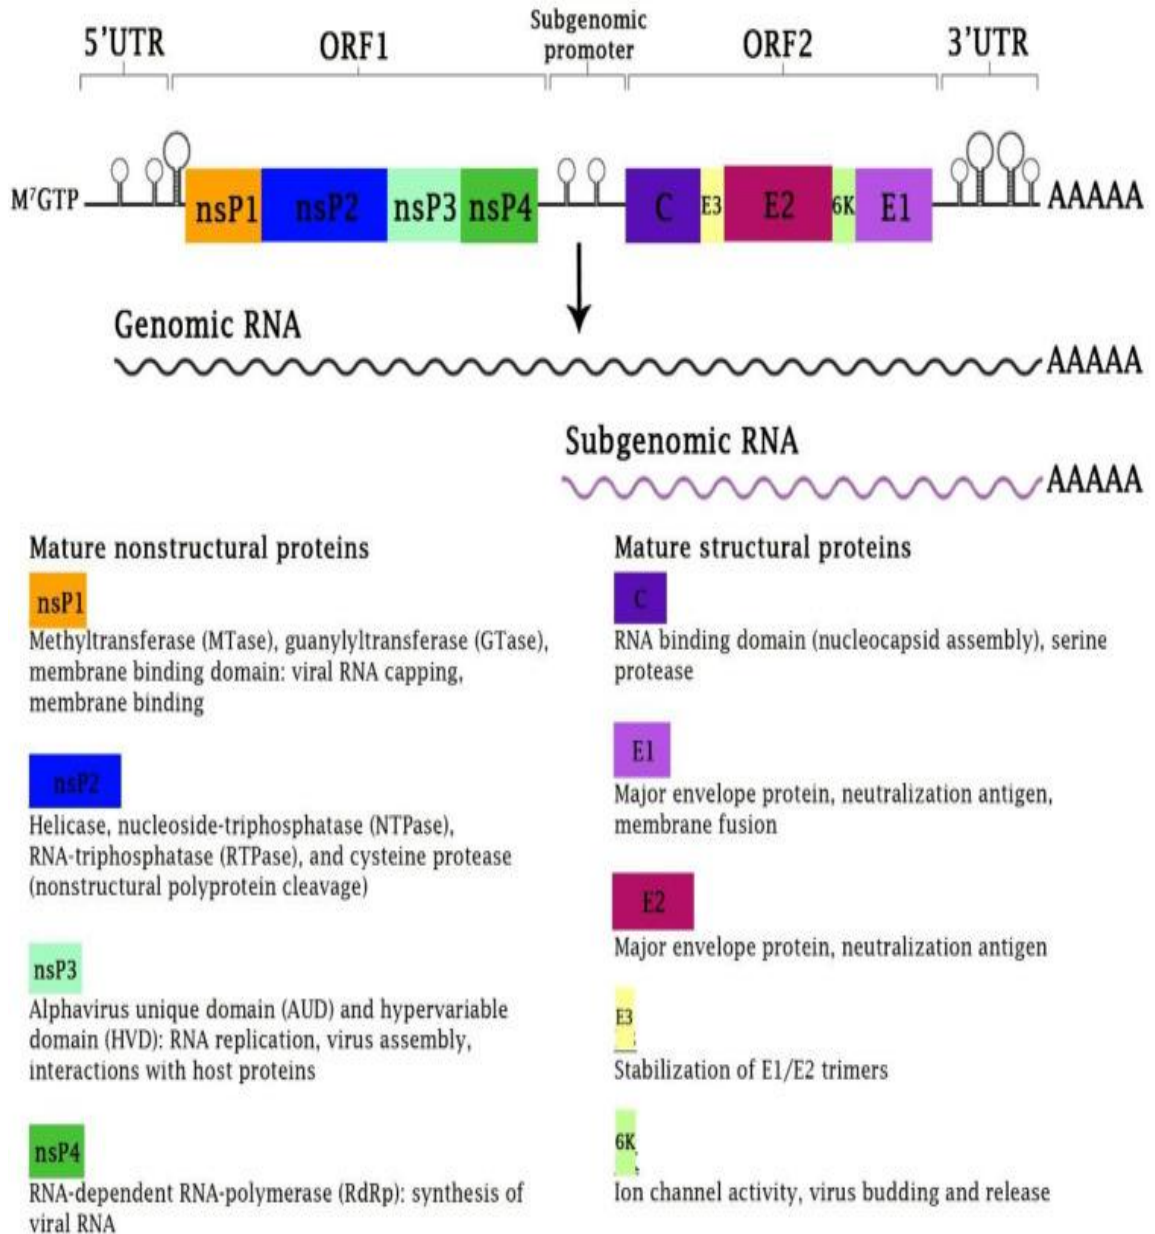 Subgenomic
promoter
5’UTR
ORF1
ORF2
3’UTR
M⁷GTP
nsP1
nsP2
nsP3
nsP4
C
E3
E2
6K
E1
AAAAA
Genomic RNA
AAAAA
Subgenomic RNA
AAAAA
Mature nonstructural proteins
nsP1
Methyltransferase (MTase), guanylyltransferase (GTase),
membrane binding domain: viral RNA capping,
membrane binding
nsP2
Helicase, nucleoside-triphosphatase (NTPase),
RNA-triphosphatase (RTPase), and cysteine protease
(nonstructural polyprotein cleavage)
nsP3
Alphavirus unique domain (AUD) and hypervariable
domain (HVD): RNA replication, virus assembly,
interactions with host proteins
nsP4
RNA-dependent RNA-polymerase (RdRp): synthesis of
viral RNA
Mature structural proteins
C
RNA binding domain (nucleocapsid assembly), serine
protease
E1
Major envelope protein, neutralization antigen,
membrane fusion
E2
Major envelope protein, neutralization antigen
E3
Stabilization of E1/E2 trimers
6K
Ion channel activity, virus budding and release